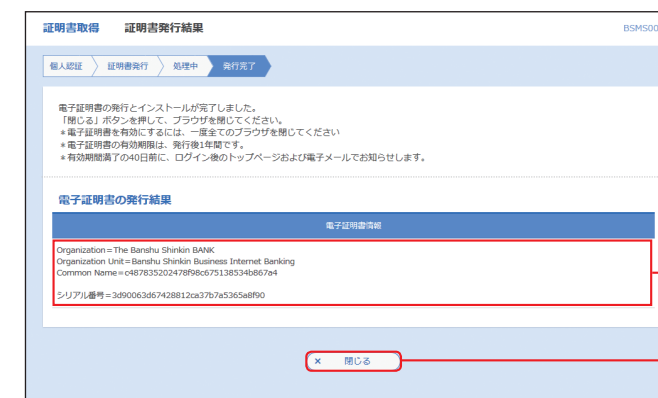 証明書取得 証明書発行結果 BSMS00
個人認証 証明書発行 処理中 発行完了
電子証明書の発行とインストールが完了しました。
「閉じる」ボタンを押して、ブラウザを閉じてください。
＊電子証明書を有効にするには、一度全てのブラウザを閉じてください
＊電子証明書の有効期限は、発行後1年間です。
＊有効期間満了の40日前に、ログイン後のトップページおよび電子メールでお知らせします。
電子証明書の発行結果
電子証明書情報
Organization=The Banshu Shinkin BANK
Organization Unit=Banshu Shinkin Business Internet Banking
Common Name=c487835202478f98c675138534b867a4
シリアル番号=3d90063d67428812ca37b7a5365a8f90
× 閉じる